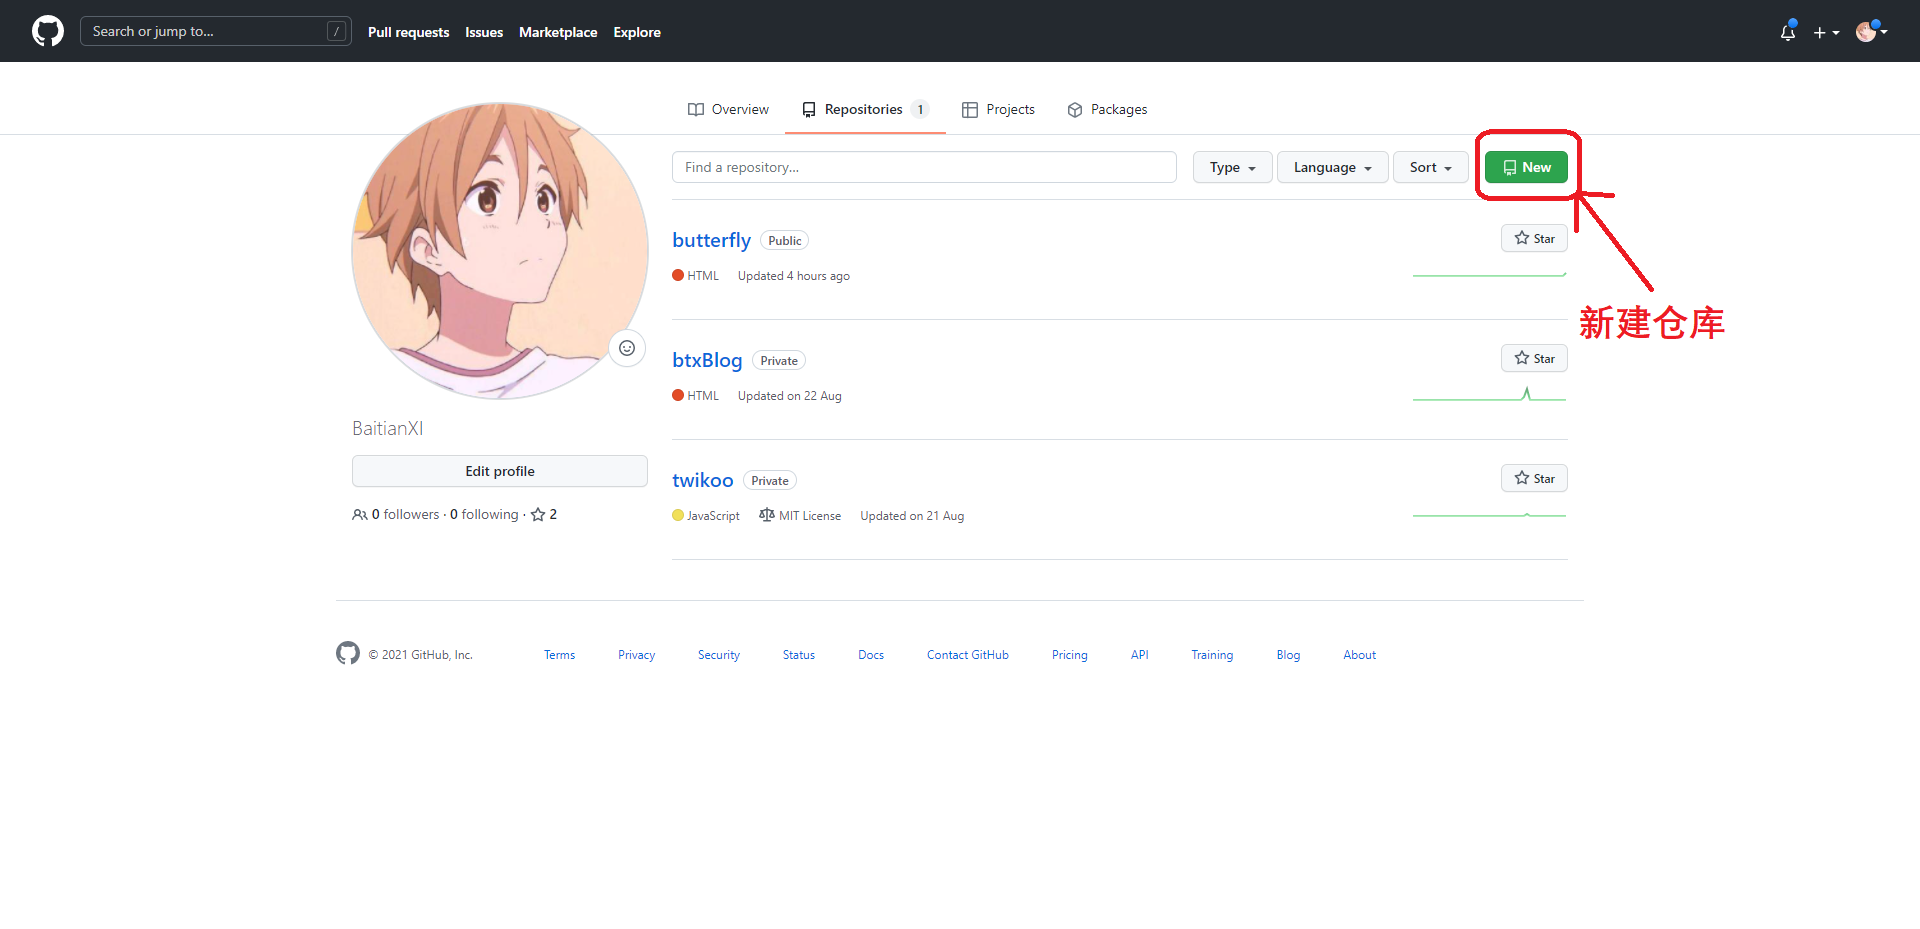 Search or jump to... /
Pull requests Issues Marketplace Explore
Overview Repositories 1 Projects Packages
Find a repository... Type Language Sort New
新建仓库
butterfly Public Star
HTML Updated 4 hours ago
btxBlog Private Star
HTML Updated on 22 Aug
twikoo Private Star
JavaScript MIT License Updated on 21 Aug
BaitianXI
Edit profile
0 followers · 0 following · 2
© 2021 GitHub, Inc. Terms Privacy Security Status Docs Contact GitHub Pricing API Training Blog About